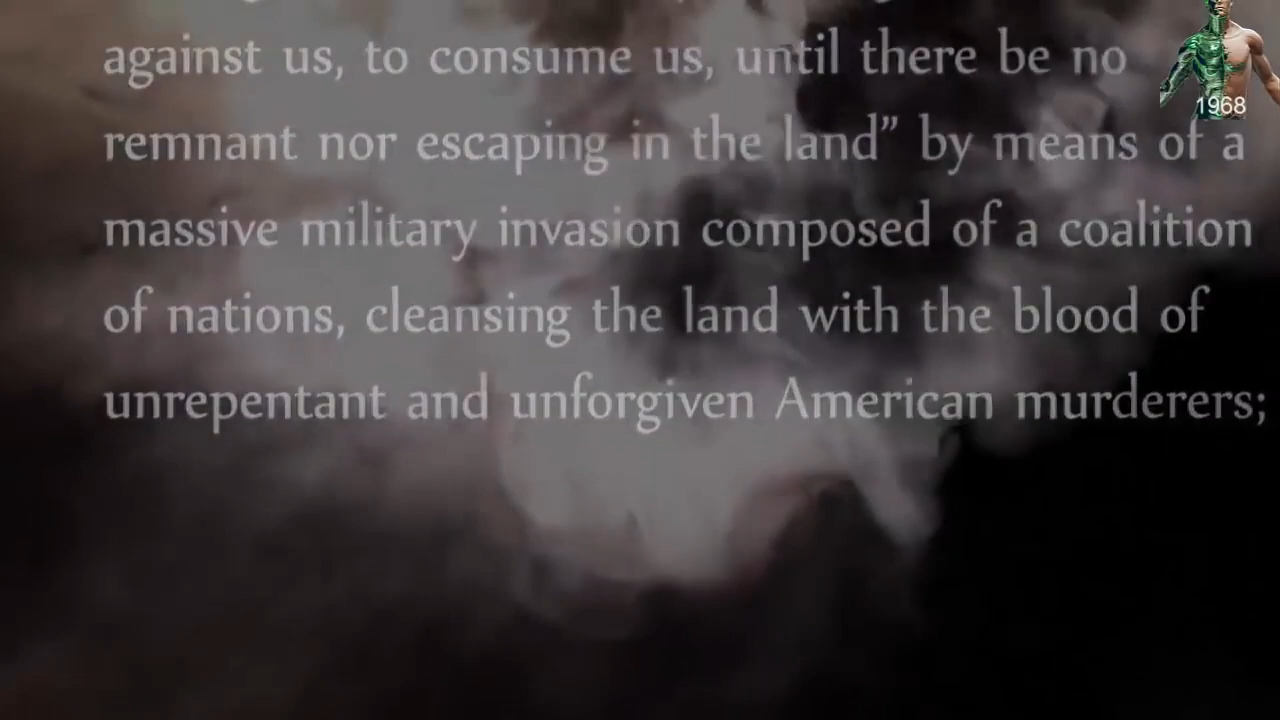 against us, to consume us, until there be no
remnant nor escaping in the land” by means of a
massive military invasion composed of a coalition
of nations, cleansing the land with the blood of
unrepentant and unforgiven American murderers;
1968